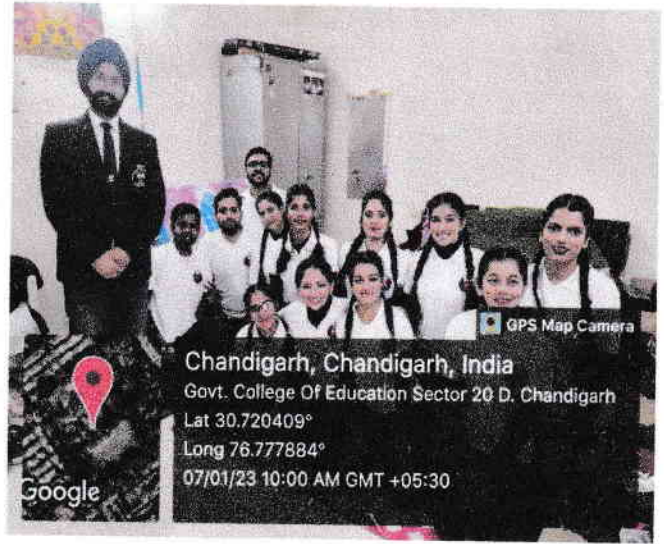 GPS Map Camera
Chandigarh, Chandigarh, India
Govt. College Of Education Sector 20 D. Chandigarh
Lat 30.720409°
Long 76.777884°
07/01/23 10:00 AM GMT +05:30
Google